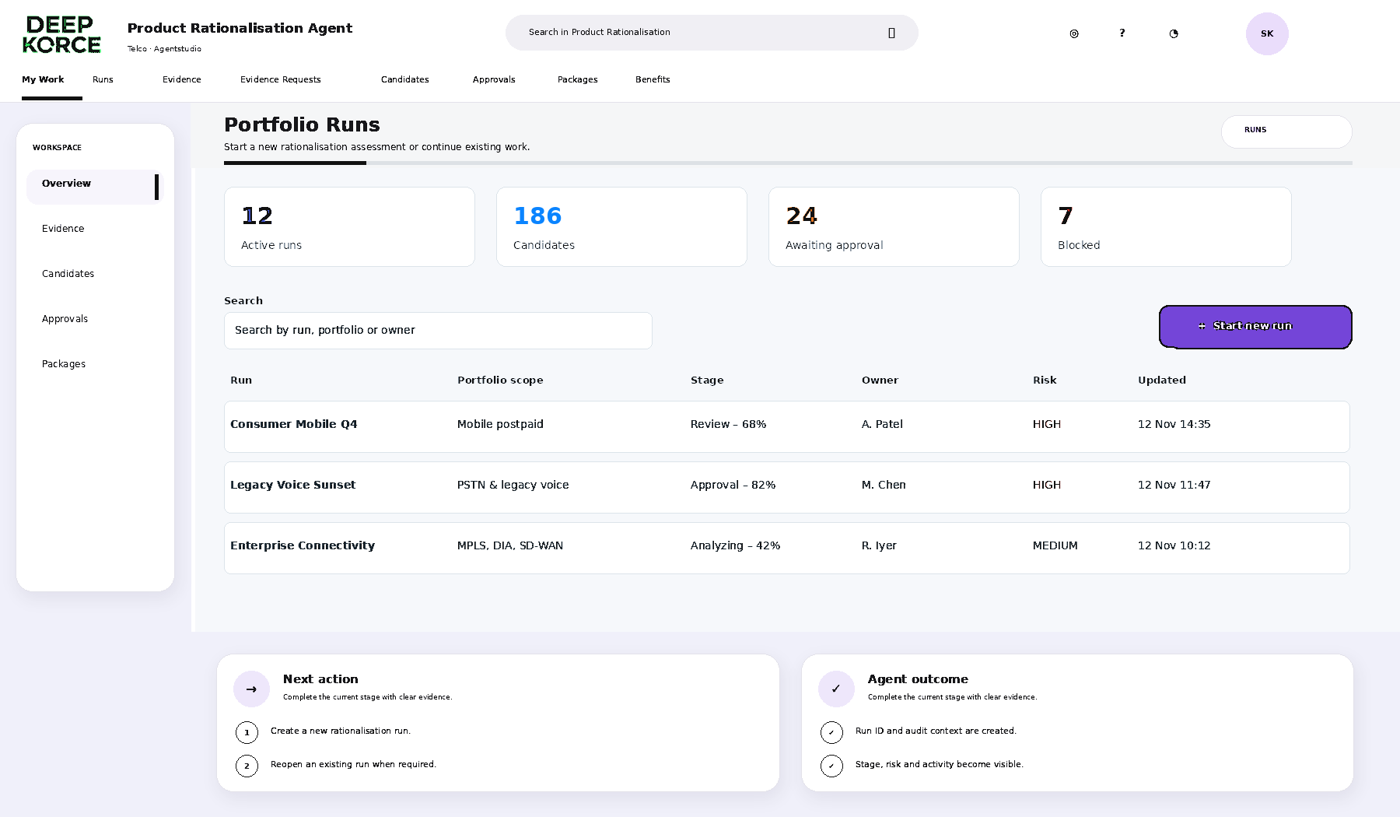 DEEP
KORCE
Product Rationalisation Agent
Telco · Agentstudio
Search in Product Rationalisation
◎ ? ◔ SK
My Work Runs Evidence Evidence Requests Candidates Approvals Packages Benefits
WORKSPACE
Overview
Evidence
Candidates
Approvals
Packages
Portfolio Runs
Start a new rationalisation assessment or continue existing work.
RUNS
12
Active runs
186
Candidates
24
Awaiting approval
7
Blocked
Search
Search by run, portfolio or owner
+ Start new run
Run Portfolio scope Stage Owner Risk Updated
Consumer Mobile Q4 Mobile postpaid Review – 68% A. Patel HIGH 12 Nov 14:35
Legacy Voice Sunset PSTN & legacy voice Approval – 82% M. Chen HIGH 12 Nov 11:47
Enterprise Connectivity MPLS, DIA, SD-WAN Analyzing – 42% R. Iyer MEDIUM 12 Nov 10:12
→ Next action
Complete the current stage with clear evidence.
1 Create a new rationalisation run.
2 Reopen an existing run when required.
✓ Agent outcome
Complete the current stage with clear evidence.
✓ Run ID and audit context are created.
✓ Stage, risk and activity become visible.